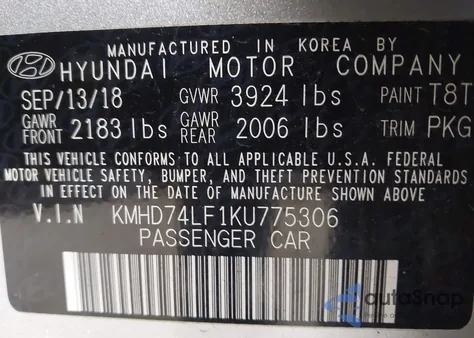 MANUFACTURED IN KOREA BY
HYUNDAI MOTOR COMPANY
SEP/13/18 GVWR 3924 lbs PAINT T8T
GAWR FRONT 2183 lbs GAWR REAR 2006 lbs TRIM PKG
THIS VEHICLE CONFORMS TO ALL APPLICABLE U.S.A. FEDERAL
MOTOR VEHICLE SAFETY, BUMPER, AND THEFT PREVENTION STANDARDS
IN EFFECT ON THE DATE OF MANUFACTURE SHOWN ABOVE.
V.I.N KMHD74LF1KU775306
PASSENGER CAR
autoSnap